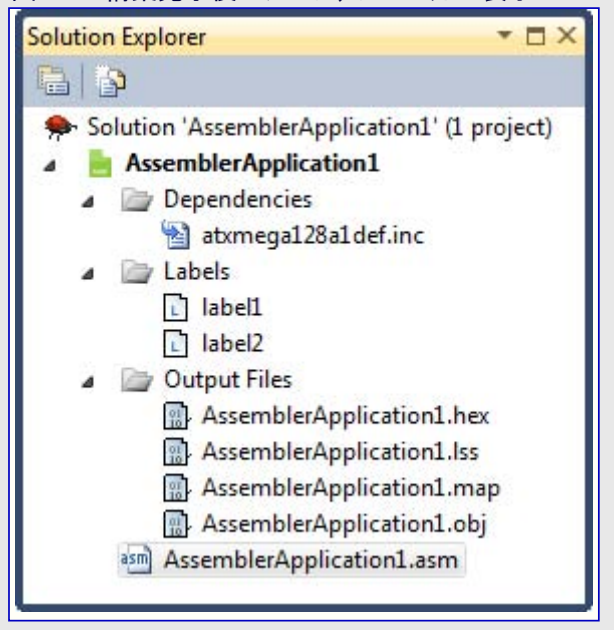 Solution Explorer
Solution 'AssemblerApplication1' (1 project)
AssemblerApplication1
Dependencies
atxmega128a1def.inc
Labels
label1
label2
Output Files
AssemblerApplication1.hex
AssemblerApplication1.lss
AssemblerApplication1.map
AssemblerApplication1.obj
asm AssemblerApplication1.asm